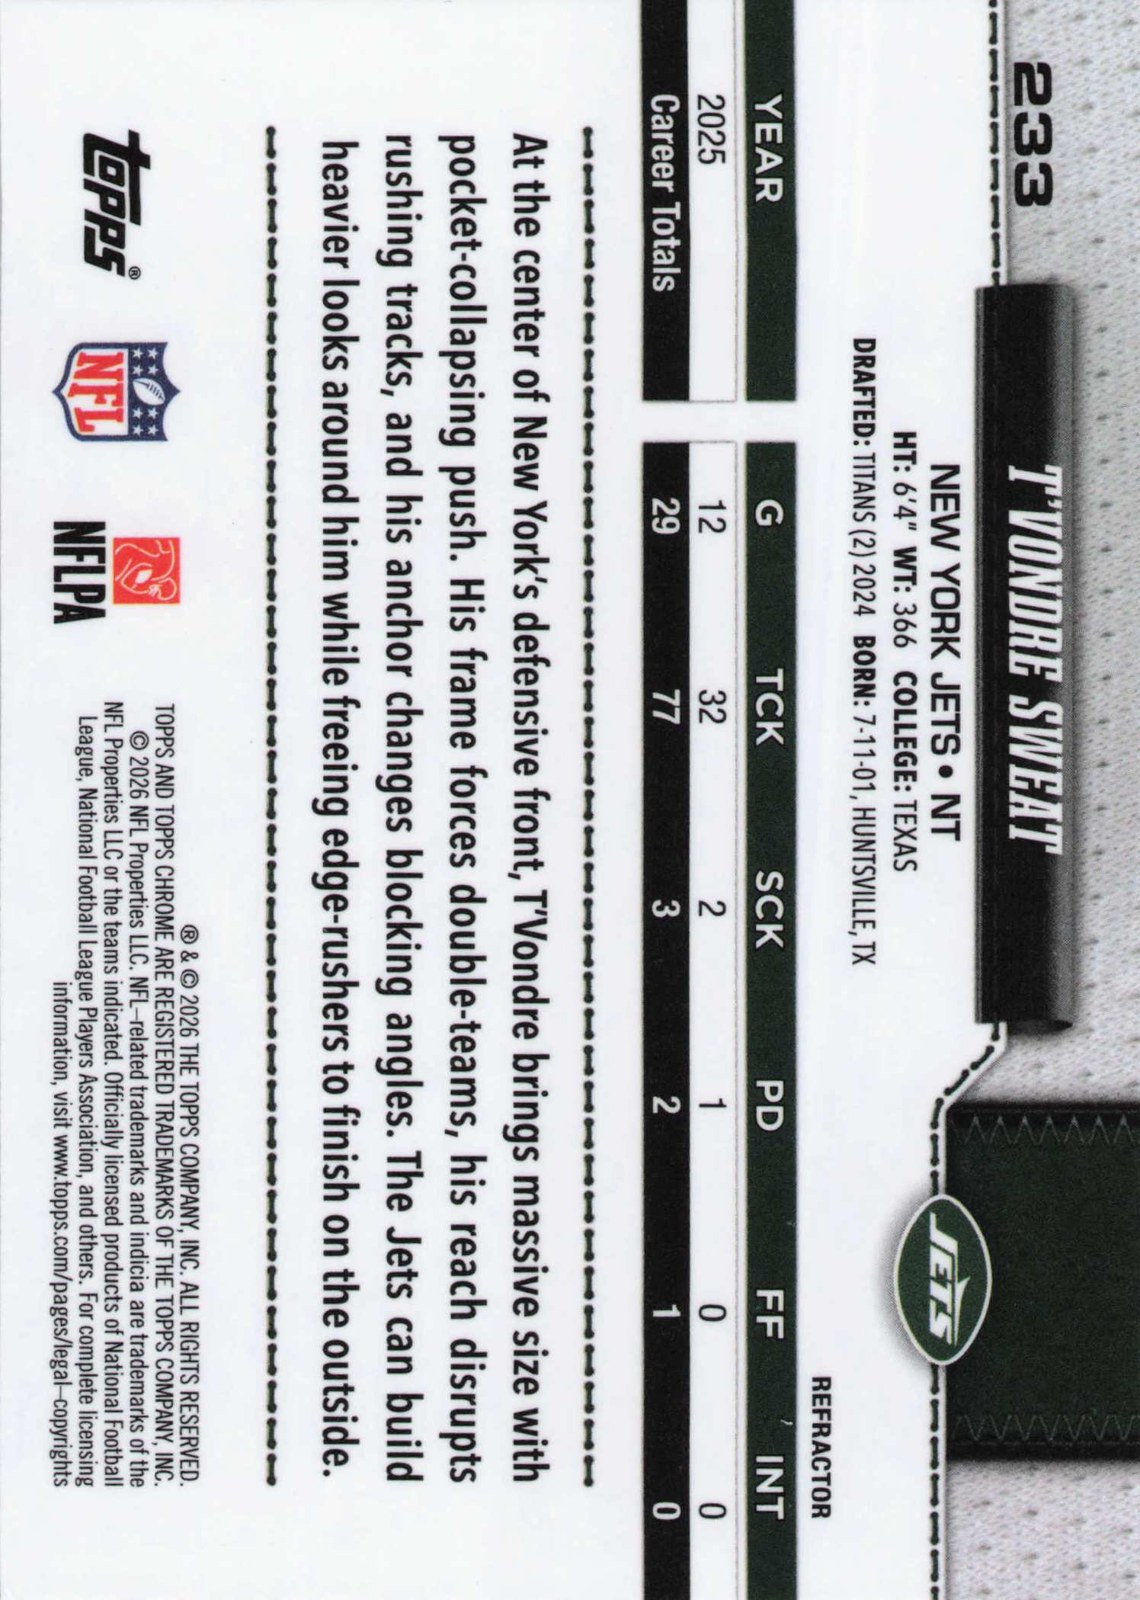 233
T'VONDRE SWEAT
NEW YORK JETS • NT
HT: 6'4" WT: 366 COLLEGE: TEXAS
DRAFTED: TITANS (2) 2024 BORN: 7-11-01, HUNTSVILLE, TX
JETS
REFRACTOR
YEAR G TCK SCK PD FF INT
2025 12 32 2 1 0 0
Career Totals 29 77 3 2 1 0
At the center of New York's defensive front, T'Vondre brings massive size with
pocket-collapsing push. His frame forces double-teams, his reach disrupts
rushing tracks, and his anchor changes blocking angles. The Jets can build
heavier looks around him while freeing edge-rushers to finish on the outside.
topps®
NFL
NFLPA
® & © 2026 THE TOPPS COMPANY, INC. ALL RIGHTS RESERVED.
TOPPS AND TOPPS CHROME ARE REGISTERED TRADEMARKS OF THE TOPPS COMPANY, INC.
© 2026 NFL Properties LLC. NFL-related trademarks and indicia are trademarks of the
NFL Properties LLC or the teams indicated. Officially licensed products of National Football
League, National Football League Players Association, and others. For complete licensing
information, visit www.topps.com/pages/legal-copyrights